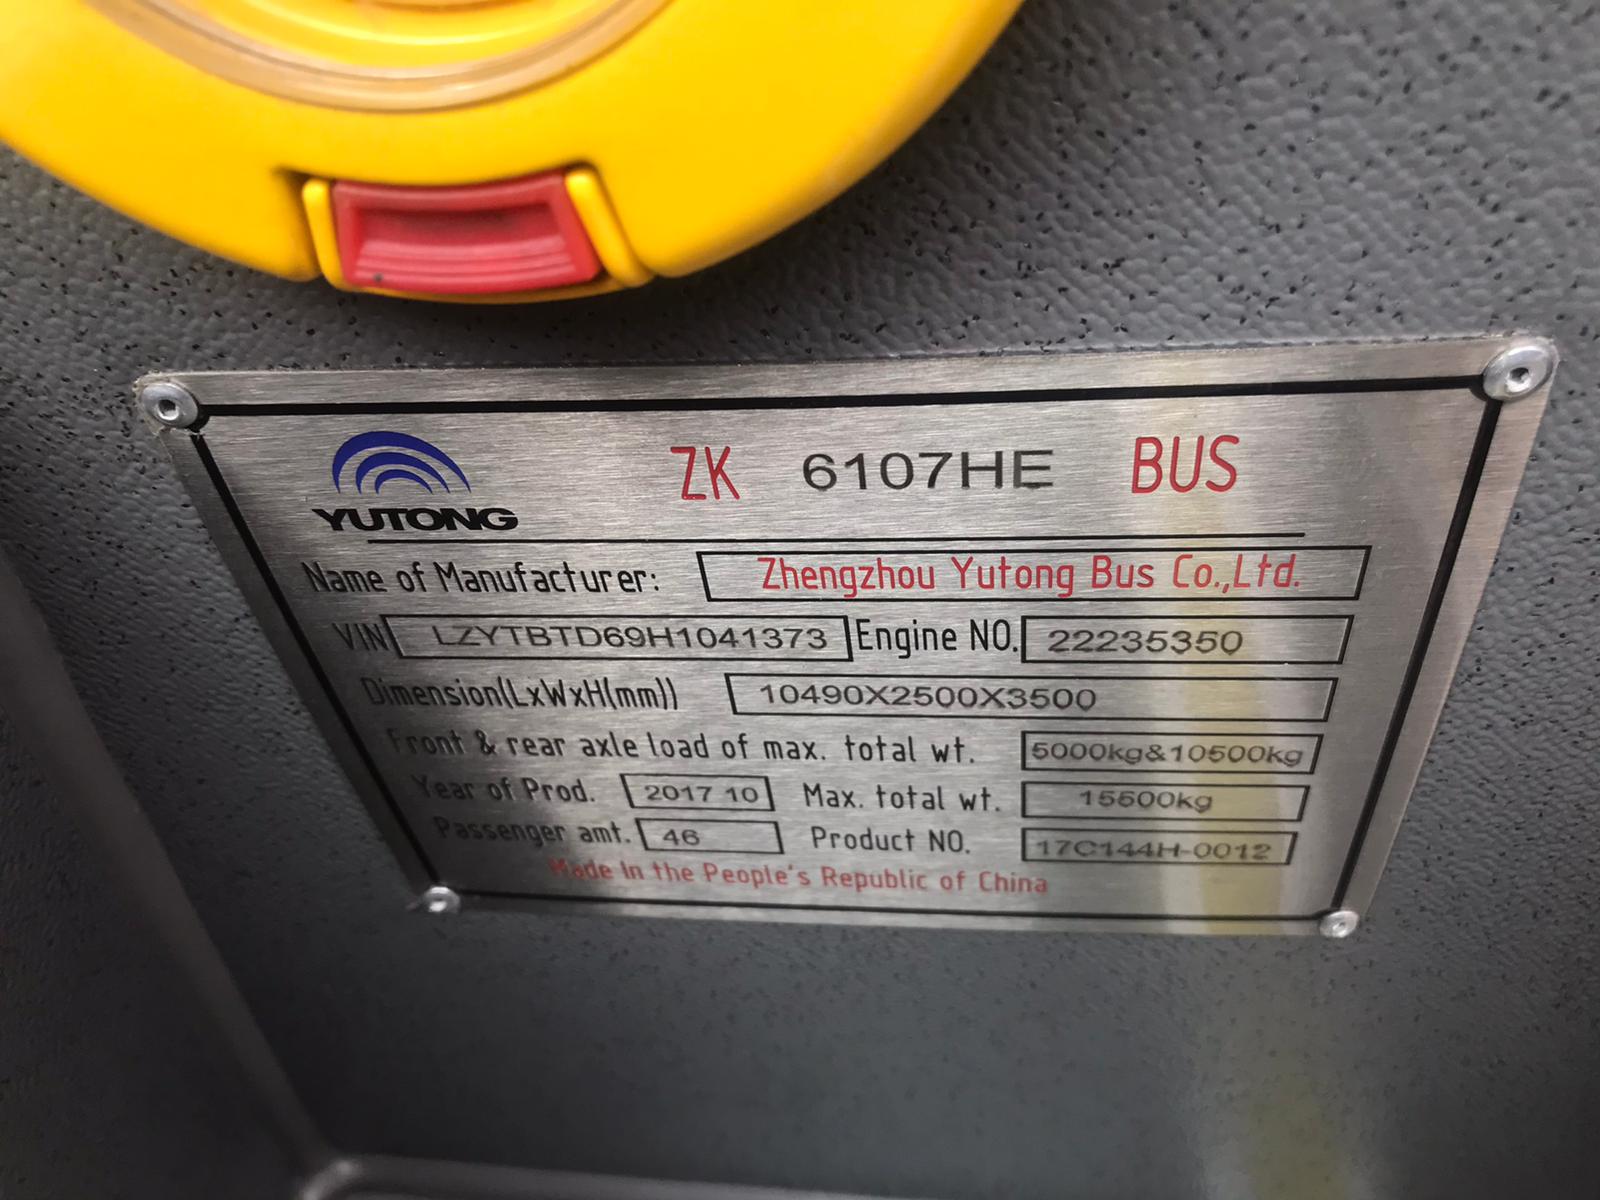 YUTONG
ZK 6107HE BUS
Name of Manufacturer: Zhengzhou Yutong Bus Co.,Ltd.
VIN LZYTBTD69H1041373 Engine NO. 22235350
Dimension(LxWxH(mm)) 10490X2500X3500
Front & rear axle load of max. total wt. 5000kg&10500kg
Year of Prod. 2017 10 Max. total wt. 15500kg
Passenger amt. 46 Product NO. 17C144H-0012
Made In the People's Republic of China